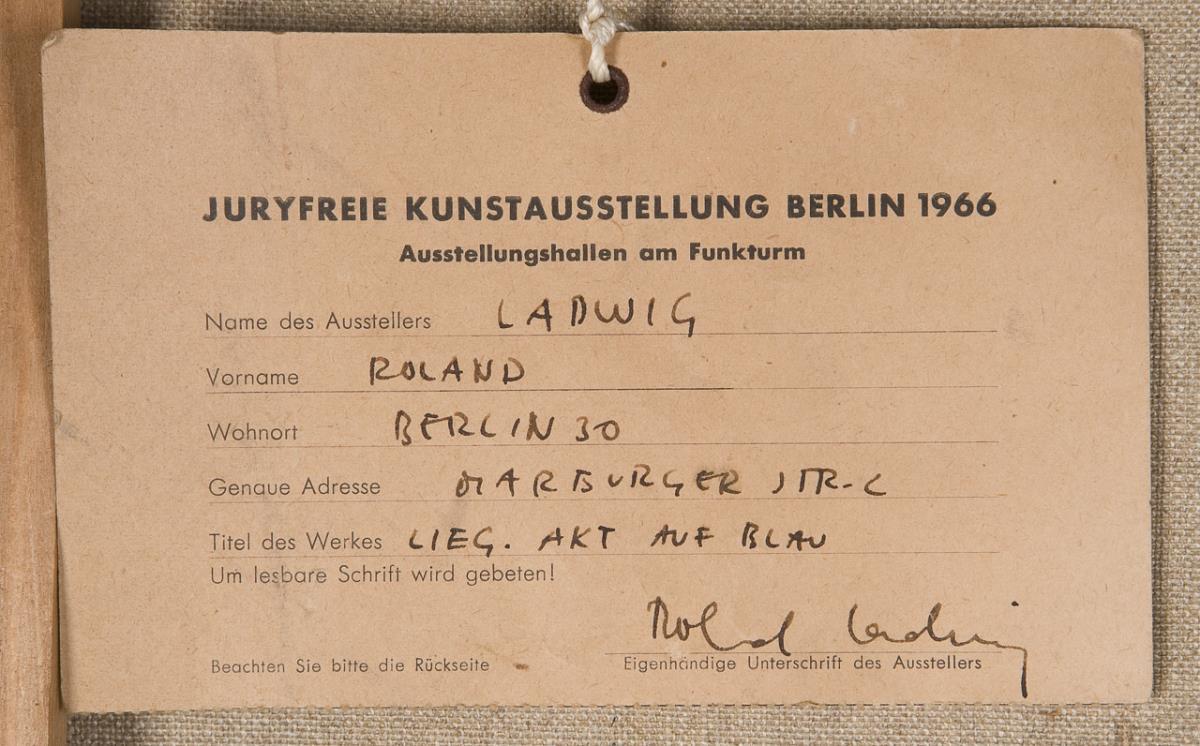 JURYFREIE KUNSTAUSSTELLUNG BERLIN 1966
Ausstellungshallen am Funkturm
Name des Ausstellers LADWIG
Vorname ROLAND
Wohnort BERLIN 30
Genaue Adresse MARBURGER STR.
Titel des Werkes LIEG. AKT AUF BLAU
Um lesbare Schrift wird gebeten!
Roland Ladwig
Beachten Sie bitte die Rückseite Eigenhändige Unterschrift des Ausstellers